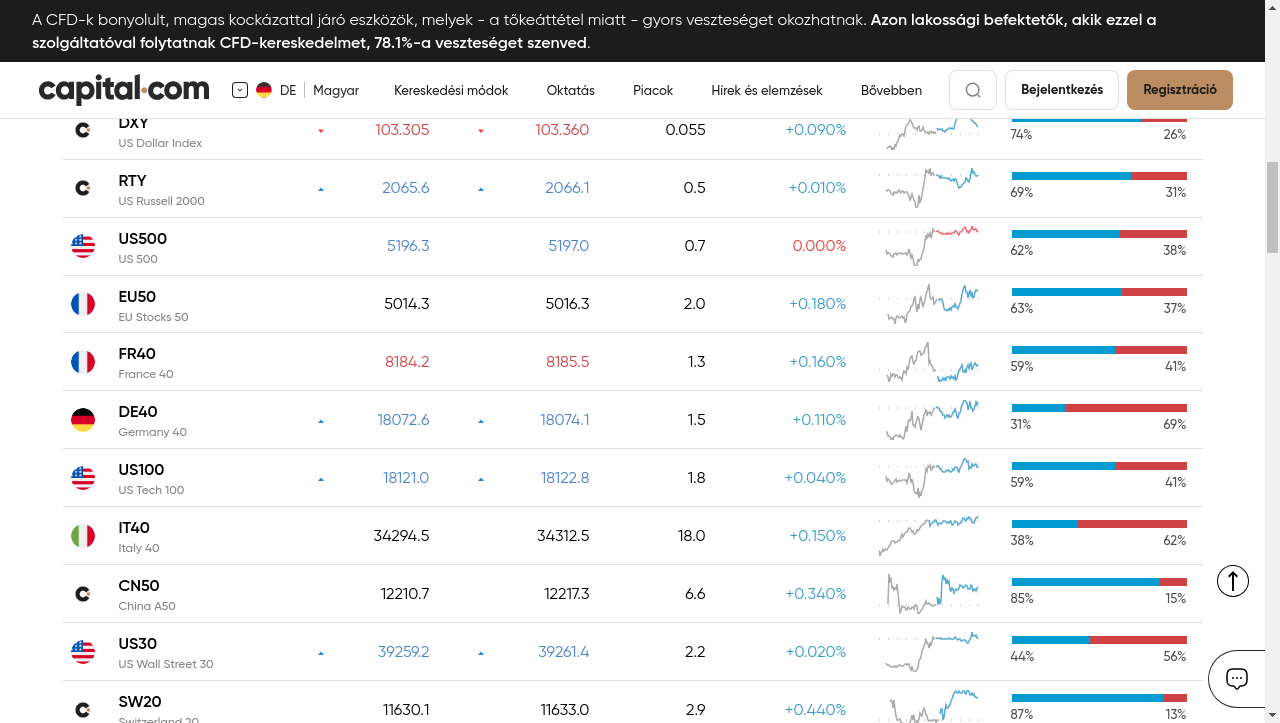 A CFD-k bonyolult, magas kockázattal járó eszközök, melyek - a tőkeáttétel miatt - gyors veszteséget okozhatnak. Azon lakossági befektetők, akik ezzel a
szolgáltatóval folytatnak CFD-kereskedelmet, 78.1%-a veszteséget szenved.
capital.com DE Magyar Kereskedési módok Oktatás Piacok Hírek és elemzések Bővebben Bejelentkezés Regisztráció
DXY 103.305 103.360 0.055 +0.090% 74% 26%
US Dollar Index
RTY 2065.6 2066.1 0.5 +0.010% 69% 31%
US Russell 2000
US500 5196.3 5197.0 0.7 0.000% 62% 38%
US 500
EU50 5014.3 5016.3 2.0 +0.180% 63% 37%
EU Stocks 50
FR40 8184.2 8185.5 1.3 +0.160% 59% 41%
France 40
DE40 18072.6 18074.1 1.5 +0.110% 31% 69%
Germany 40
US100 18121.0 18122.8 1.8 +0.040% 59% 41%
US Tech 100
IT40 34294.5 34312.5 18.0 +0.150% 38% 62%
Italy 40
CN50 12210.7 12217.3 6.6 +0.340% 85% 15%
China A50
US30 39259.2 39261.4 2.2 +0.020% 44% 56%
US Wall Street 30
SW20 11630.1 11633.0 2.9 +0.440% 87% 13%
Switzerland 20